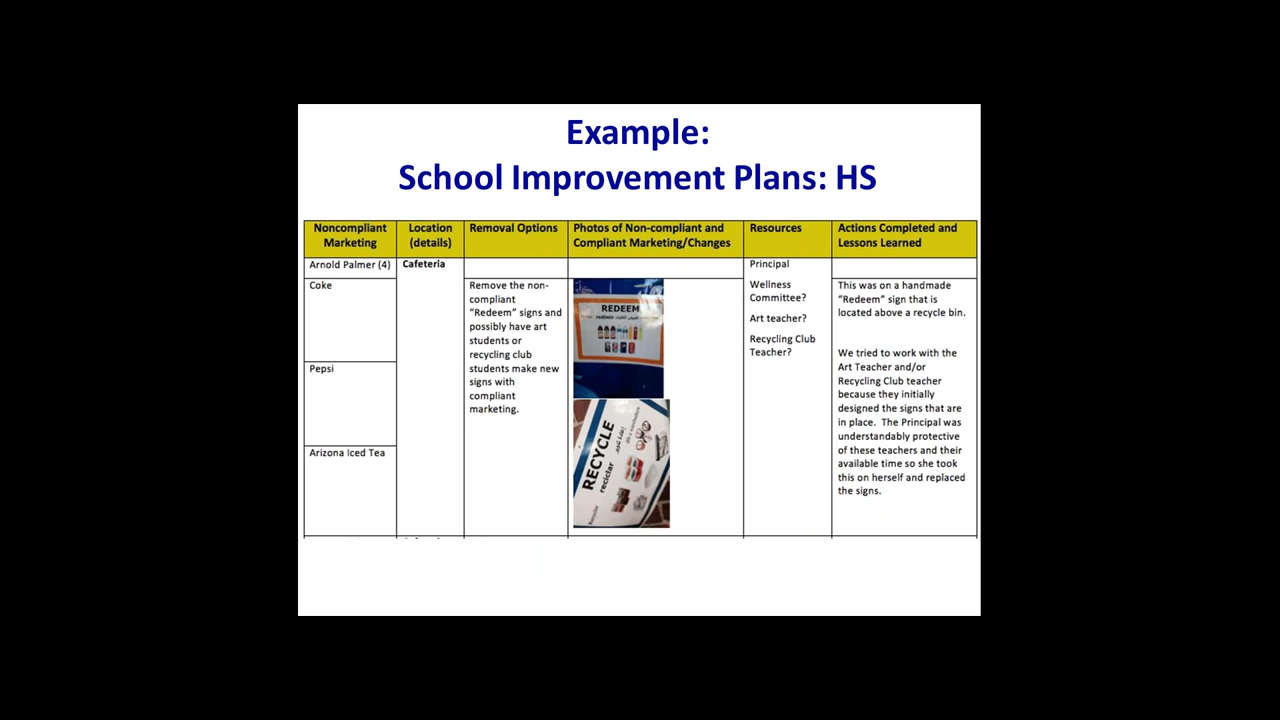 Example:
School Improvement Plans: HS
Noncompliant
Marketing
Location
(details)
Removal Options
Photos of Non-compliant and
Compliant Marketing/Changes
Resources
Actions Completed and
Lessons Learned
Arnold Palmer (4)
Cafeteria
Principal
Coke
Pepsi
Arizona Iced Tea
Remove the non-
compliant
“Redeem” signs and
possibly have art
students or
recycling club
students make new
signs with
compliant
marketing.
REDEEM
redimir
RECYCLE
reciclar
Wellness
Committee?
Art teacher?
Recycling Club
Teacher?
This was on a handmade
“Redeem” sign that is
located above a recycle bin.
We tried to work with the
Art Teacher and/or
Recycling Club teacher
because they initially
designed the signs that are
in place. The Principal was
understandably protective
of these teachers and their
available time so she took
this on herself and replaced
the signs.